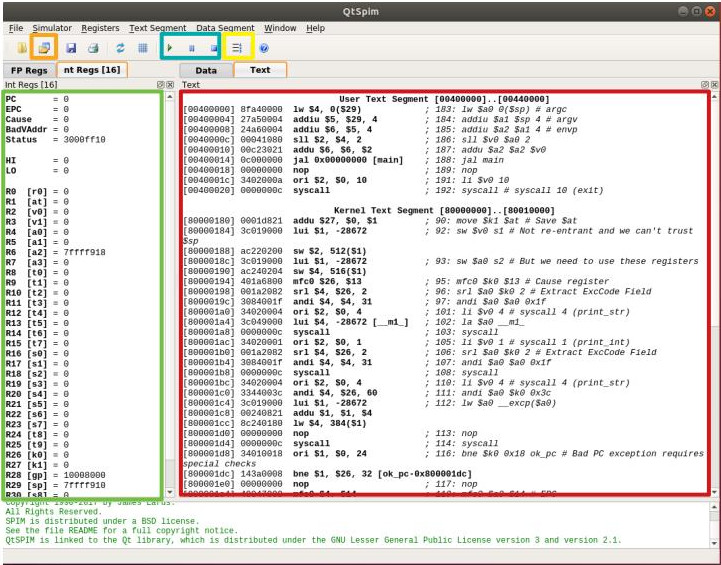 QtSpim
File Simulator Registers Text Segment Data Segment Window Help
FP Regs nt Regs [16] Data Text
Int Regs [16] Text
PC = 0
EPC = 0
Cause = 0
BadVAddr = 0
Status = 3000ff10
HI = 0
LO = 0
R0 [r0] = 0
R1 [at] = 0
R2 [v0] = 0
R3 [v1] = 0
R4 [a0] = 0
R5 [a1] = 0
R6 [a2] = 7ffff918
R7 [a3] = 0
R8 [t0] = 0
R9 [t1] = 0
R10 [t2] = 0
R11 [t3] = 0
R12 [t4] = 0
R13 [t5] = 0
R14 [t6] = 0
R15 [t7] = 0
R16 [s0] = 0
R17 [s1] = 0
R18 [s2] = 0
R19 [s3] = 0
R20 [s4] = 0
R21 [s5] = 0
R22 [s6] = 0
R23 [s7] = 0
R24 [t8] = 0
R25 [t9] = 0
R26 [k0] = 0
R27 [k1] = 0
R28 [gp] = 10008000
R29 [sp] = 7ffff910
R30 [s8] = 0
User Text Segment [00400000]..[00440000]
[00400000] 8fa40000 lw $4, 0($29) ; 183: lw $a0 0($sp) # argc
[00400004] 27a50004 addiu $5, $29, 4 ; 184: addiu $a1 $sp 4 # argv
[00400008] 24a60004 addiu $6, $5, 4 ; 185: addiu $a2 $a1 4 # envp
[0040000c] 00041080 sll $2, $4, 2 ; 186: sll $v0 $a0 2
[00400010] 00c23021 addu $6, $6, $2 ; 187: addu $a2 $a2 $v0
[00400014] 0c000000 jal 0x00000000 [main] ; 188: jal main
[00400018] 00000000 nop ; 189: nop
[0040001c] 3402000a ori $2, $0, 10 ; 191: li $v0 10
[00400020] 0000000c syscall ; 192: syscall # syscall 10 (exit)
Kernel Text Segment [80000000]..[80010000]
[80000180] 0001d821 addu $27, $0, $1 ; 90: move $k1 $at # Save $at
[80000184] 3c019000 lui $1, -28672 ; 92: sw $v0 s1 # Not re-entrant and we can't trust
$sp
[80000188] ac220200 sw $2, 512($1)
[8000018c] 3c019000 lui $1, -28672 ; 93: sw $a0 s2 # But we need to use these registers
[80000190] ac240204 sw $4, 516($1)
[80000194] 401a6800 mfc0 $26, $13 ; 95: mfc0 $k0 $13 # Cause register
[80000198] 001a2082 srl $4, $26, 2 ; 96: srl $a0 $k0 2 # Extract ExcCode Field
[8000019c] 3084001f andi $4, $4, 31 ; 97: andi $a0 $a0 0x1f
[800001a0] 34020004 ori $2, $0, 4 ; 101: li $v0 4 # syscall 4 (print_str)
[800001a4] 3c049000 lui $4, -28672 [__m1_] ; 102: la $a0 __m1_
[800001a8] 0000000c syscall ; 103: syscall
[800001ac] 34020001 ori $2, $0, 1 ; 105: li $v0 1 # syscall 1 (print_int)
[800001b0] 001a2082 srl $4, $26, 2 ; 106: srl $a0 $k0 2 # Extract ExcCode Field
[800001b4] 3084001f andi $4, $4, 31 ; 107: andi $a0 $a0 0x1f
[800001b8] 0000000c syscall ; 108: syscall
[800001bc] 34020004 ori $2, $0, 4 ; 110: li $v0 4 # syscall 4 (print_str)
[800001c0] 3344003c andi $4, $26, 60 ; 111: andi $a0 $k0 0x3c
[800001c4] 3c019000 lui $1, -28672 ; 112: lw $a0 __excp($a0)
[800001c8] 00240821 addu $1, $1, $4
[800001cc] 8c240180 lw $4, 384($1)
[800001d0] 00000000 nop ; 113: nop
[800001d4] 0000000c syscall ; 114: syscall
[800001d8] 34010018 ori $1, $0, 24 ; 116: bne $k0 0x18 ok_pc # Bad PC exception requires
special checks
[800001dc] 143a0008 bne $1, $26, 32 [ok_pc-0x800001dc]
[800001e0] 00000000 nop ; 117: nop
Copyright 1990-2017 by James Larus.
All Rights Reserved.
SPIM is distributed under a BSD license.
See the file README for a full copyright notice.
QtSPIM is linked to the Qt library, which is distributed under the GNU Lesser General Public License version 3 and version 2.1.